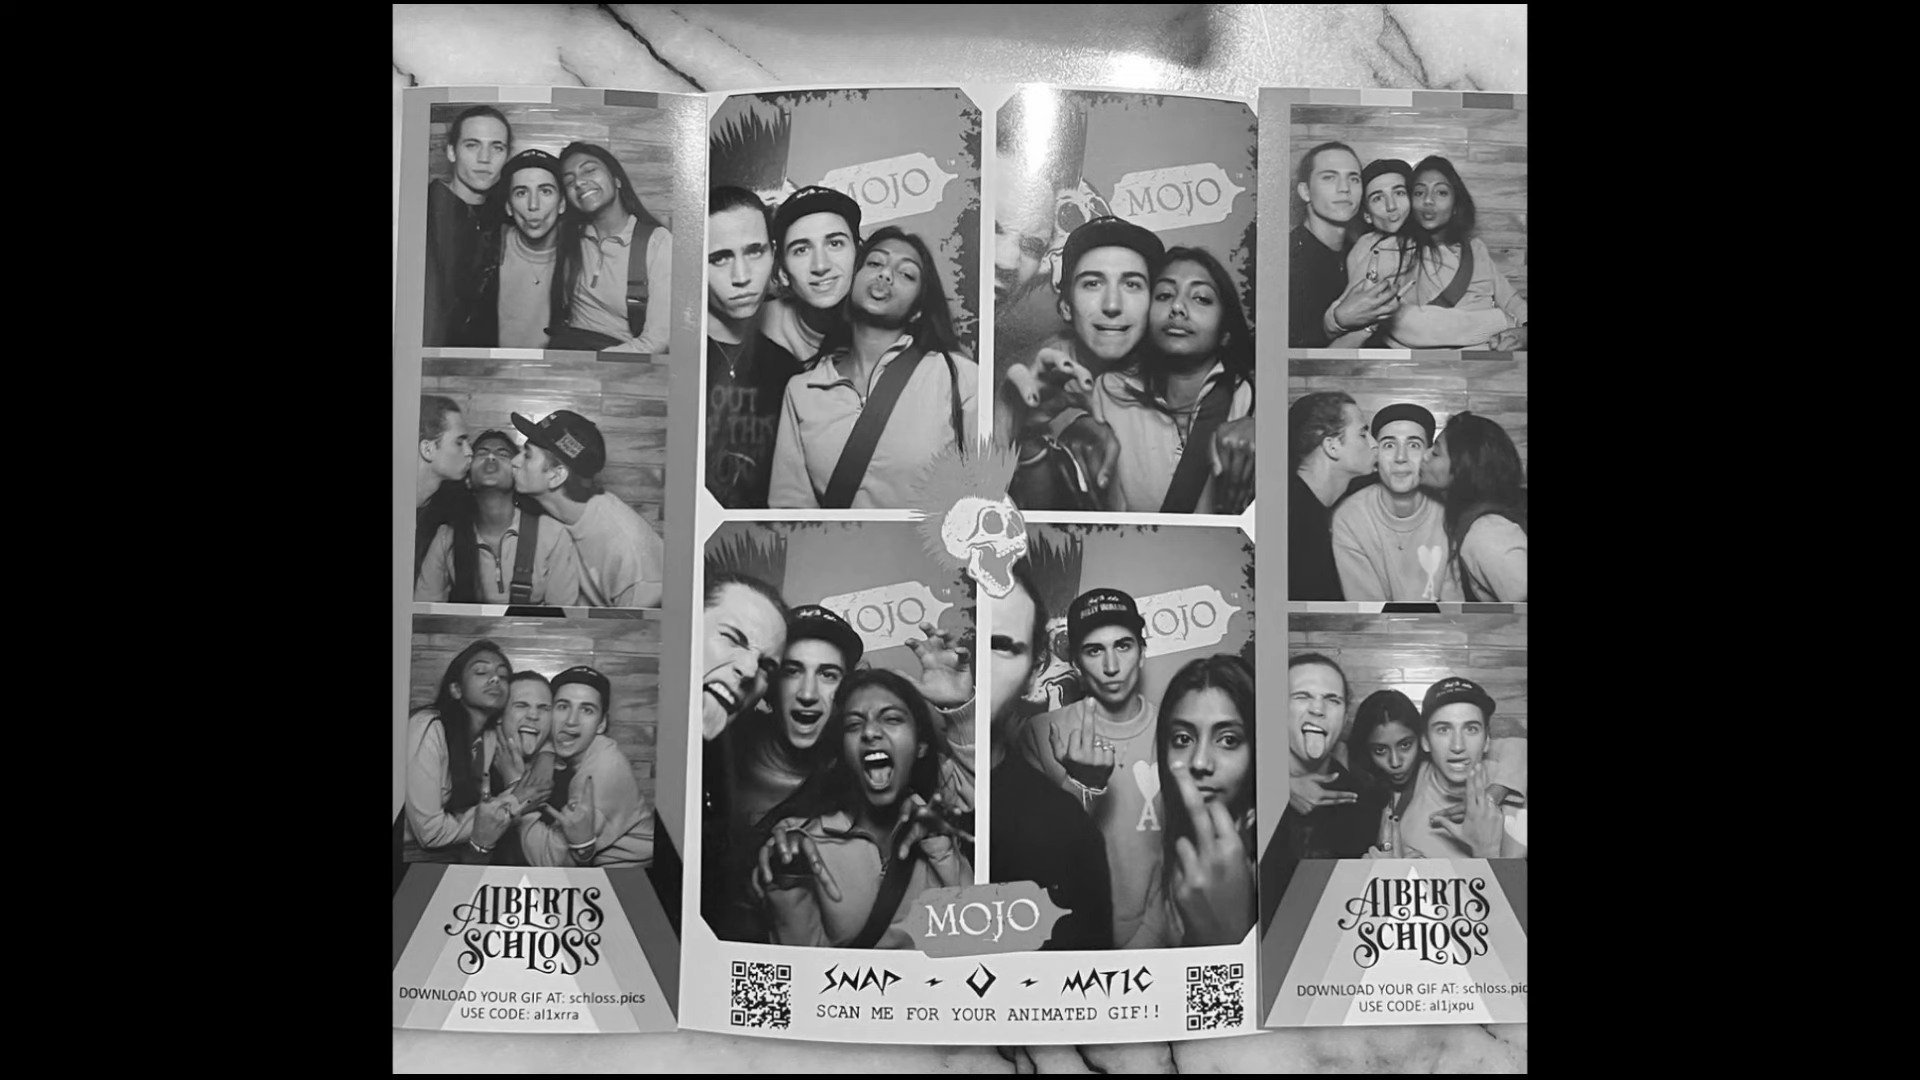 MOJO
MOJO
OUT
MOJO
MOJO
A
A
A
MOJO
ALBERTS
SCHLOSS
DOWNLOAD YOUR GIF AT: schloss.pics
USE CODE: al1xrra
SNAP - O - MATIC
SCAN ME FOR YOUR ANIMATED GIF!!
ALBERTS
SCHLOSS
DOWNLOAD YOUR GIF AT: schloss.pic
USE CODE: al1jxpu